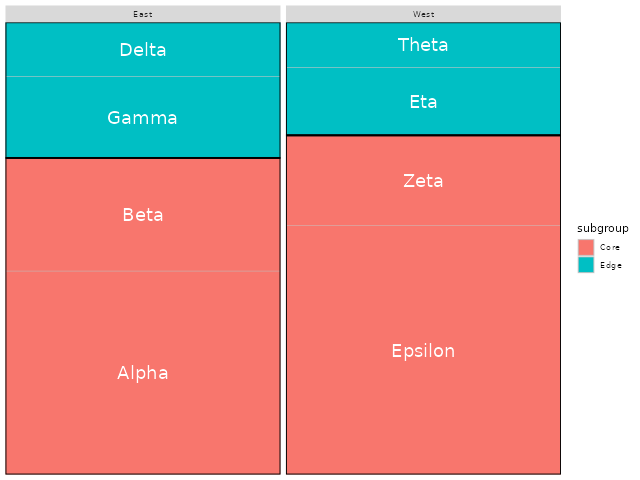 East
West
Delta
Theta
Gamma
Eta
Beta
Zeta
Alpha
Epsilon
subgroup
Core
Edge